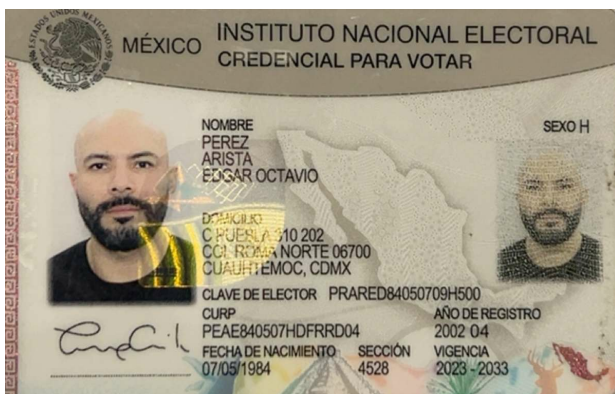 ESTADOS UNIDOS MEXICANOS
MÉXICO INSTITUTO NACIONAL ELECTORAL
CREDENCIAL PARA VOTAR
NOMBRE
PEREZ
ARISTA
EDGAR OCTAVIO
SEXO H
DOMICILIO
C PUEBLA 310 202
COL ROMA NORTE 06700
CUAUHTEMOC, CDMX
CLAVE DE ELECTOR PRARED84050709H500
CURP
PEAE840507HDFRRD04
AÑO DE REGISTRO
2002 04
FECHA DE NACIMIENTO
07/05/1984
SECCIÓN
4528
VIGENCIA
2023 - 2033